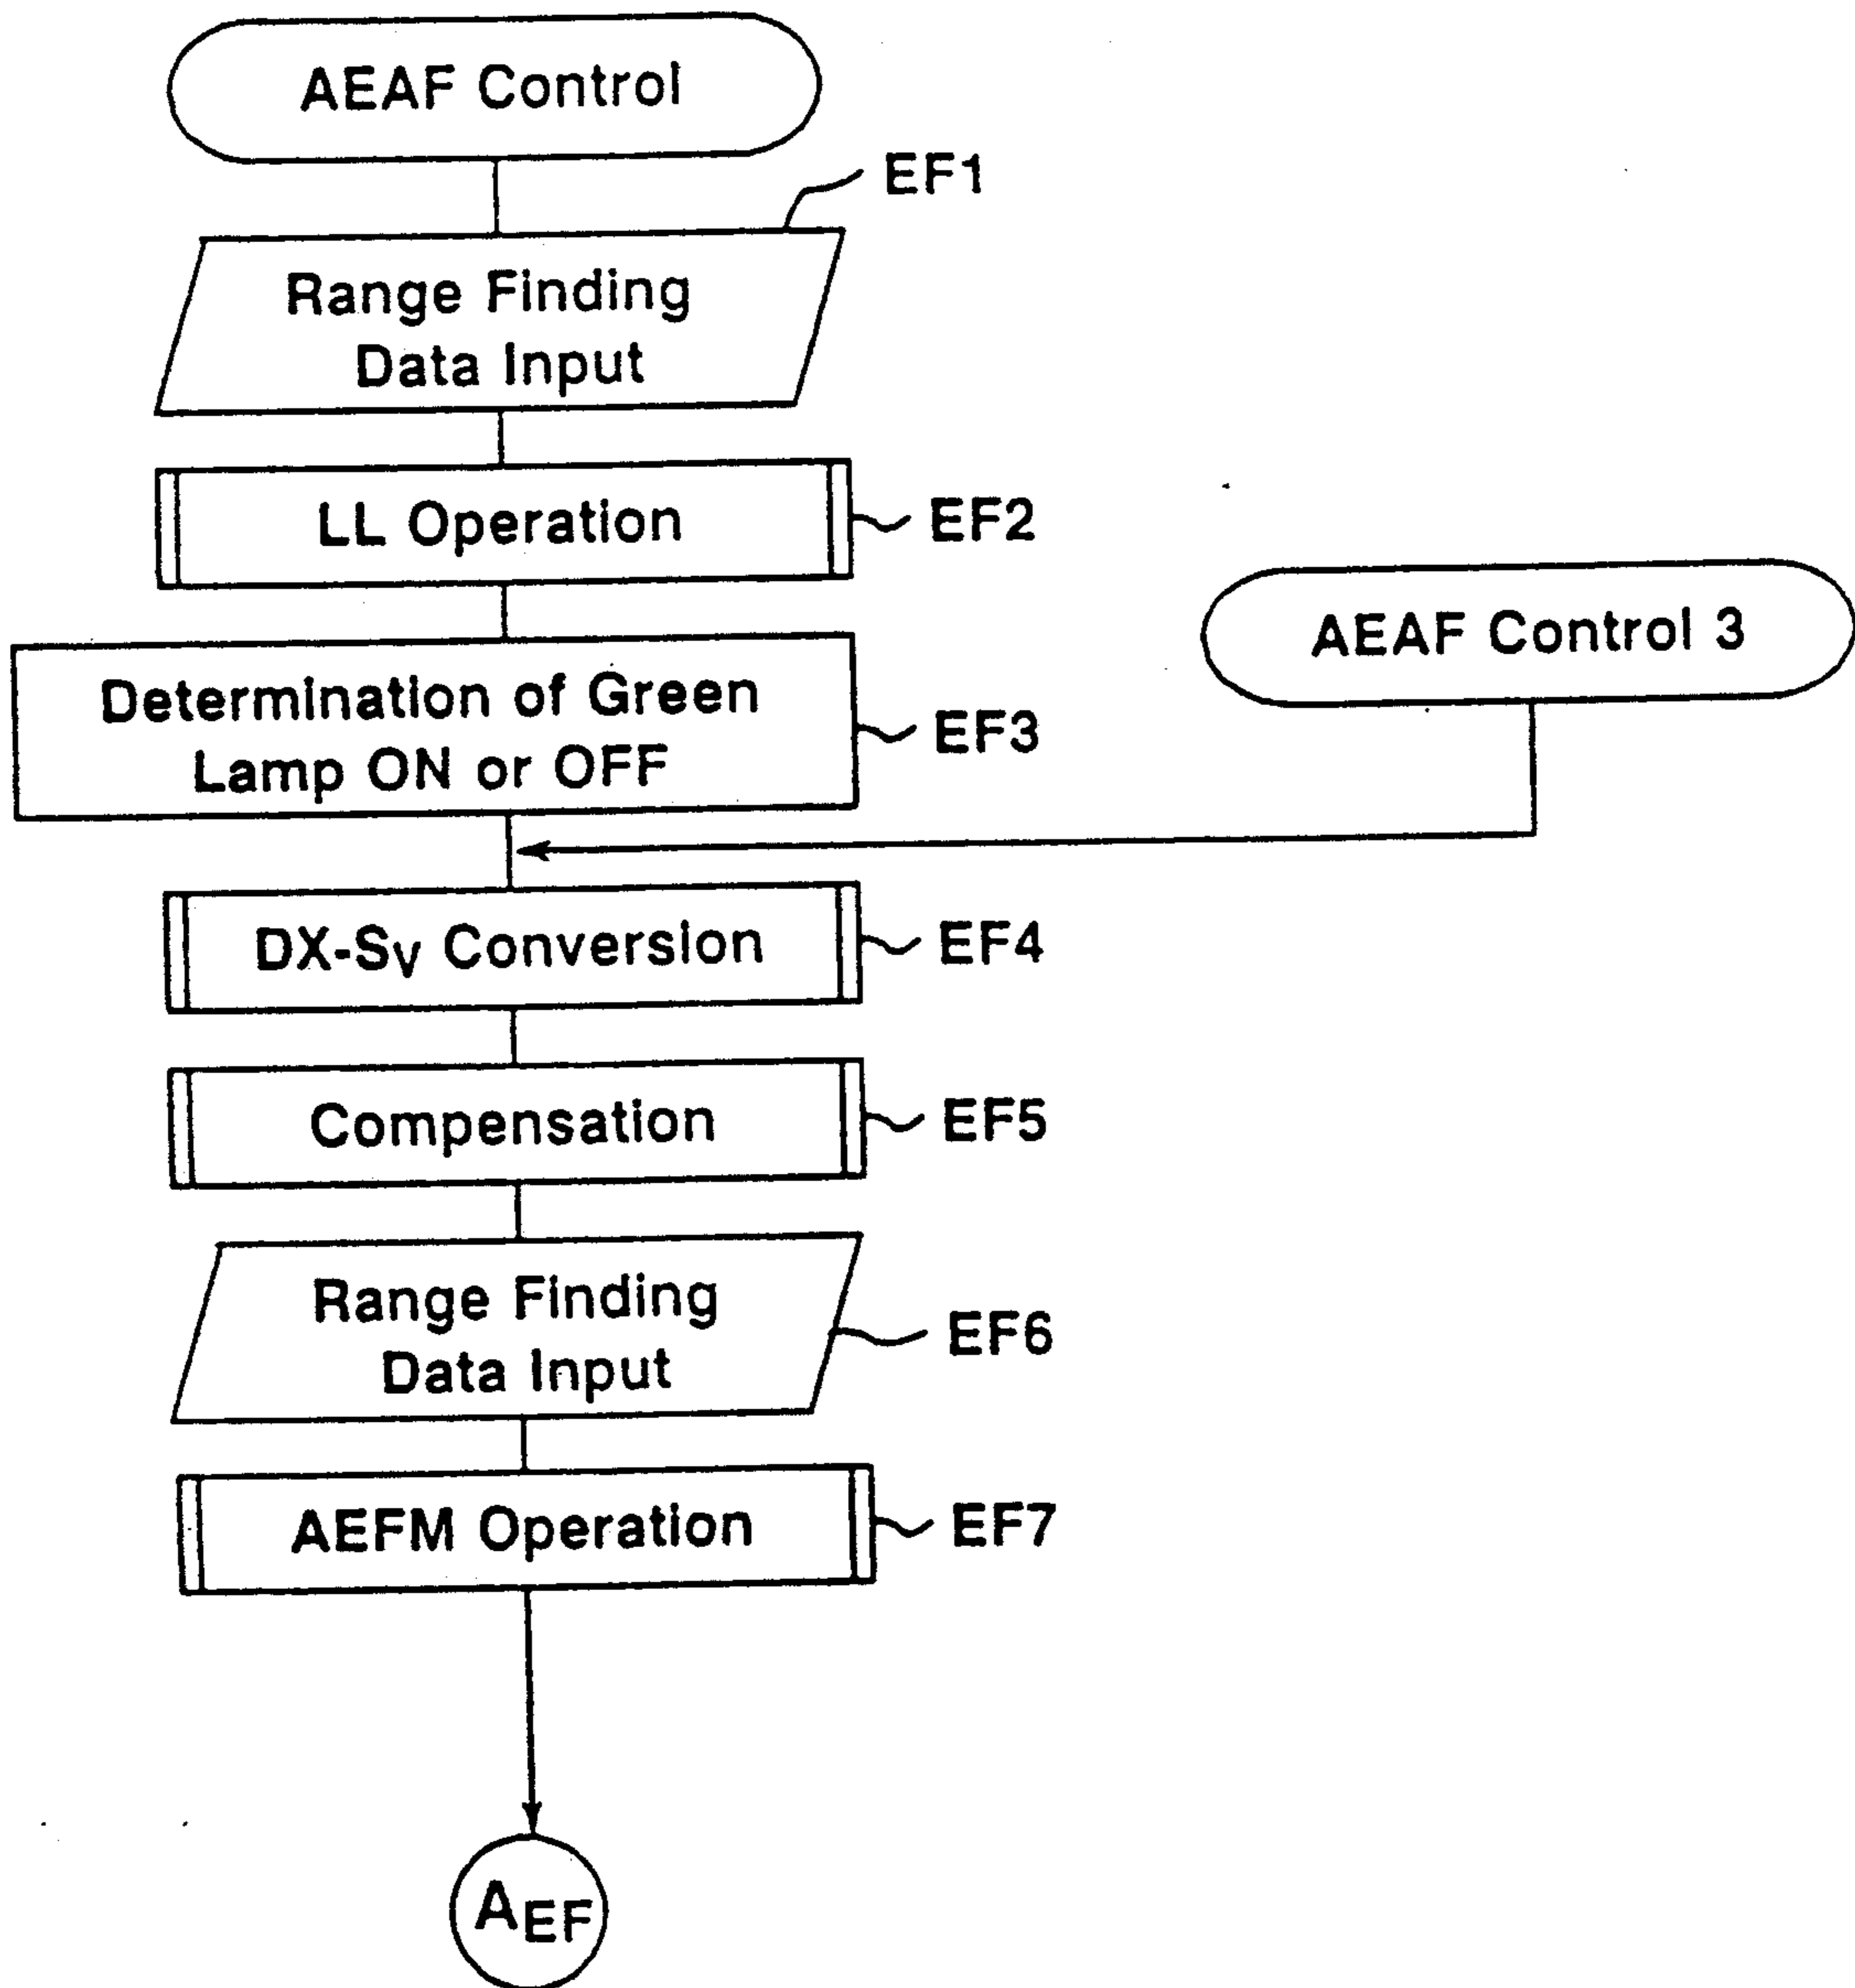 AEAF Control
EF1
Range Finding
Data Input
LL Operation
EF2
Determination of Green
Lamp ON or OFF
EF3
AEAF Control 3
DX-Sv Conversion
EF4
Compensation
EF5
Range Finding
Data Input
EF6
AEFM Operation
EF7
AEF